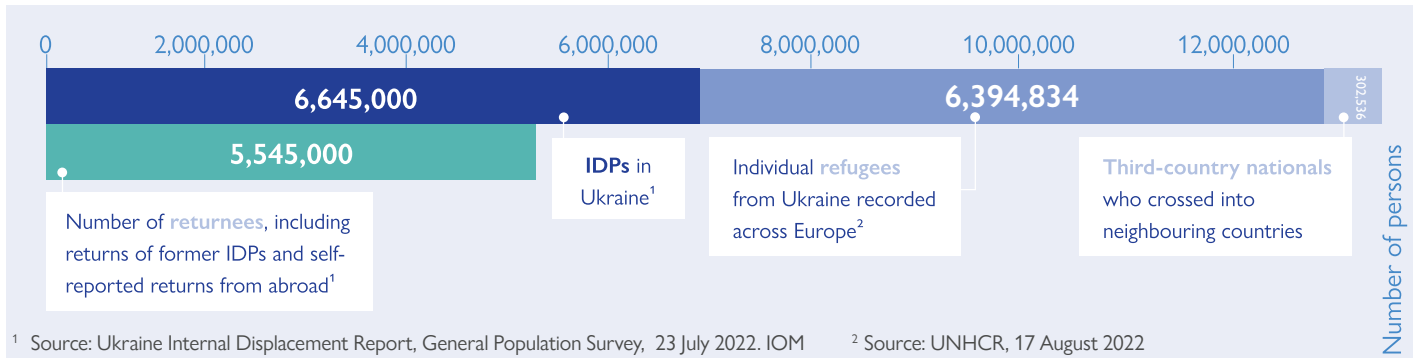 0 2,000,000 4,000,000 6,000,000 8,000,000 10,000,000 12,000,000
6,645,000
6,394,834
302,536
5,545,000
IDPs in
Ukraine¹
Individual refugees
from Ukraine recorded
across Europe²
Third-country nationals
who crossed into
neighbouring countries
Number of returnees, including
returns of former IDPs and self-
reported returns from abroad¹
Number of persons
¹ Source: Ukraine Internal Displacement Report, General Population Survey, 23 July 2022. IOM
² Source: UNHCR, 17 August 2022